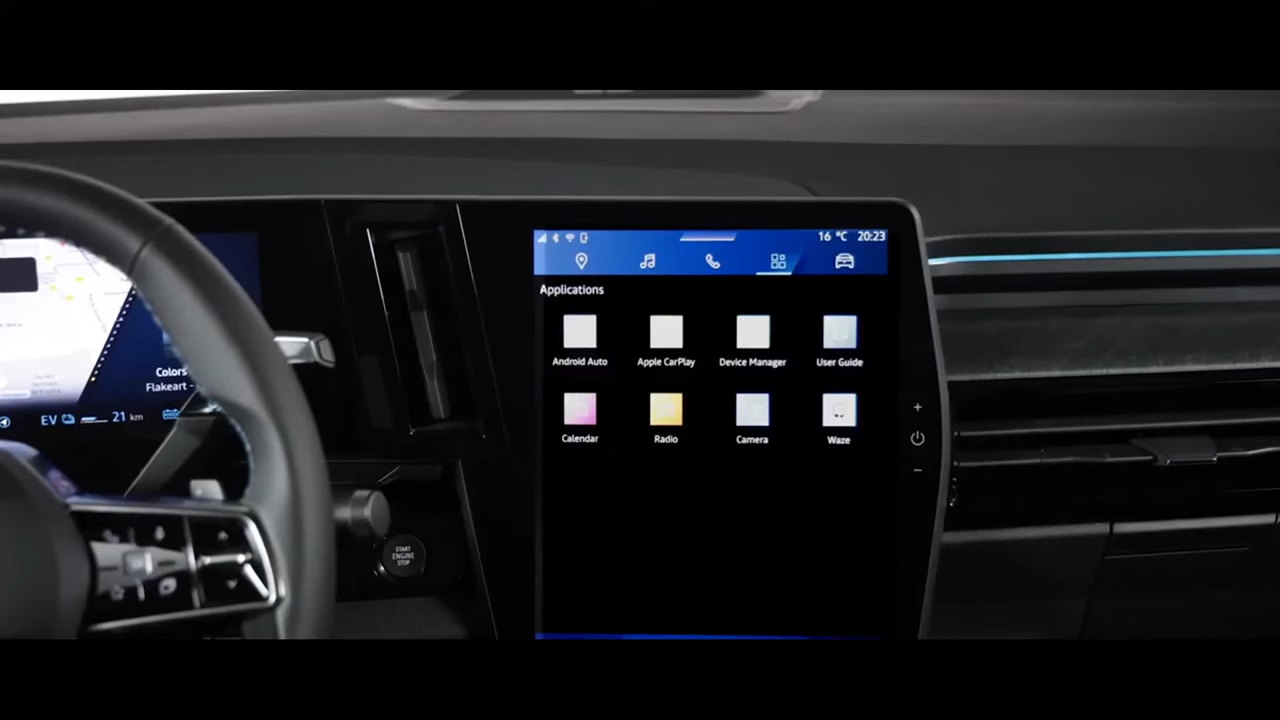 16 °C 20:23
Applications
Android Auto Apple CarPlay Device Manager User Guide
Calendar Radio Camera Waze
Colors
Flakeart -
EV 21 km
START
ENGINE
STOP
+
-